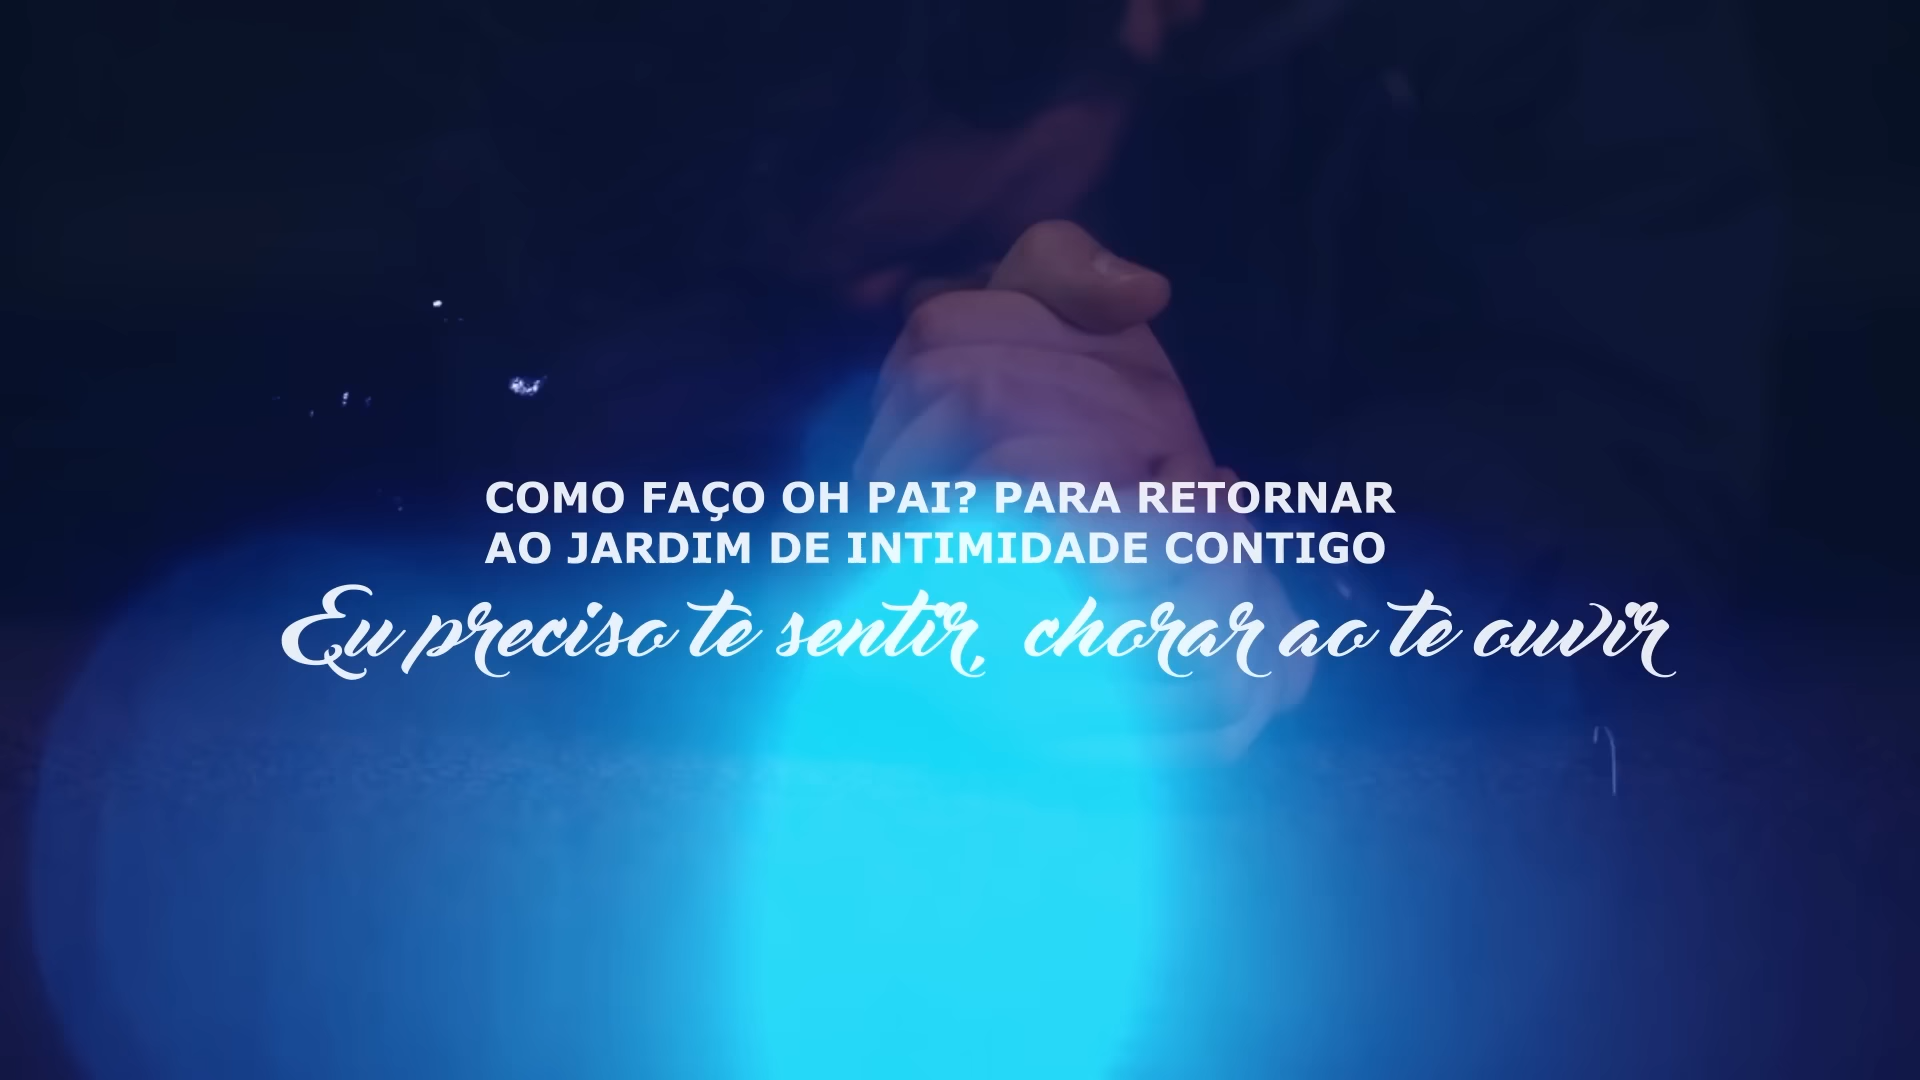 COMO FAÇO OH PAI? PARA RETORNAR
AO JARDIM DE INTIMIDADE CONTIGO
Eu preciso te sentir, chorar ao te ouvir